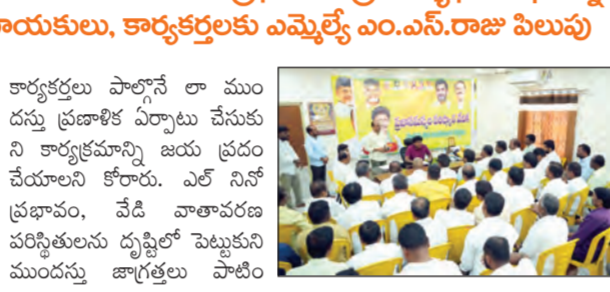 నాయకులు, కార్యకర్తలకు ఎమ్మెల్యే ఎం.ఎస్.రాజు పిలుపు
కార్యకర్తలు పాల్గొనే లా ముం
దస్తు ప్రణాళిక ఏర్పాటు చేసుకు
ని కార్యక్రమాన్ని జయ ప్రదం
చేయాలని కోరారు. ఎల్ నినో
ప్రభావం, వేడి వాతావరణ
పరిస్థితులను దృష్టిలో పెట్టుకుని
ముందస్తు జాగ్రత్తలు పాటిం